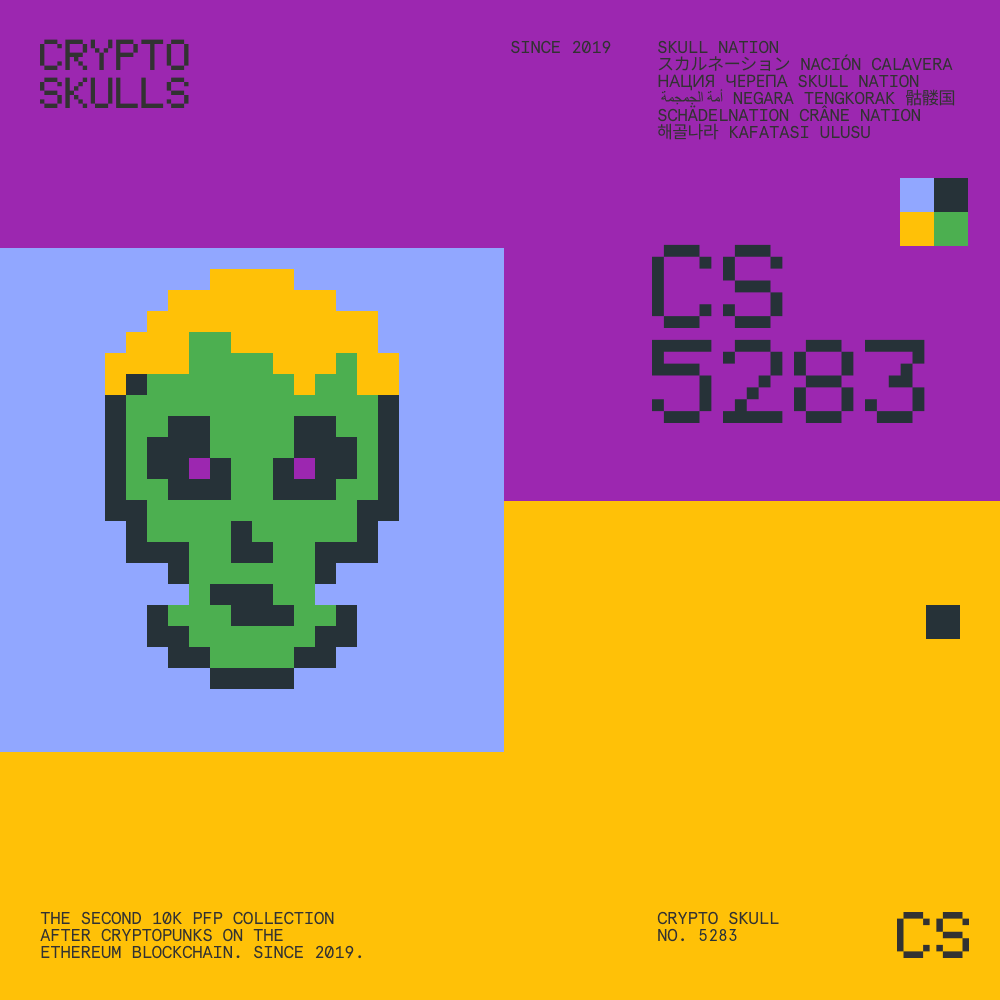 CRYPTO
SKULLS
SINCE 2019
SKULL NATION
スカルネーション NACIÓN CALAVERA
НАЦИЯ ЧЕРЕПА SKULL NATION
أمة الجمجمة NEGARA TENGKORAK 骷髅国
SCHÄDELNATION CRÂNE NATION
해골나라 KAFATASI ULUSU
CS
5283
THE SECOND 10K PFP COLLECTION
AFTER CRYPTOPUNKS ON THE
ETHEREUM BLOCKCHAIN. SINCE 2019.
CRYPTO SKULL
NO. 5283
CS